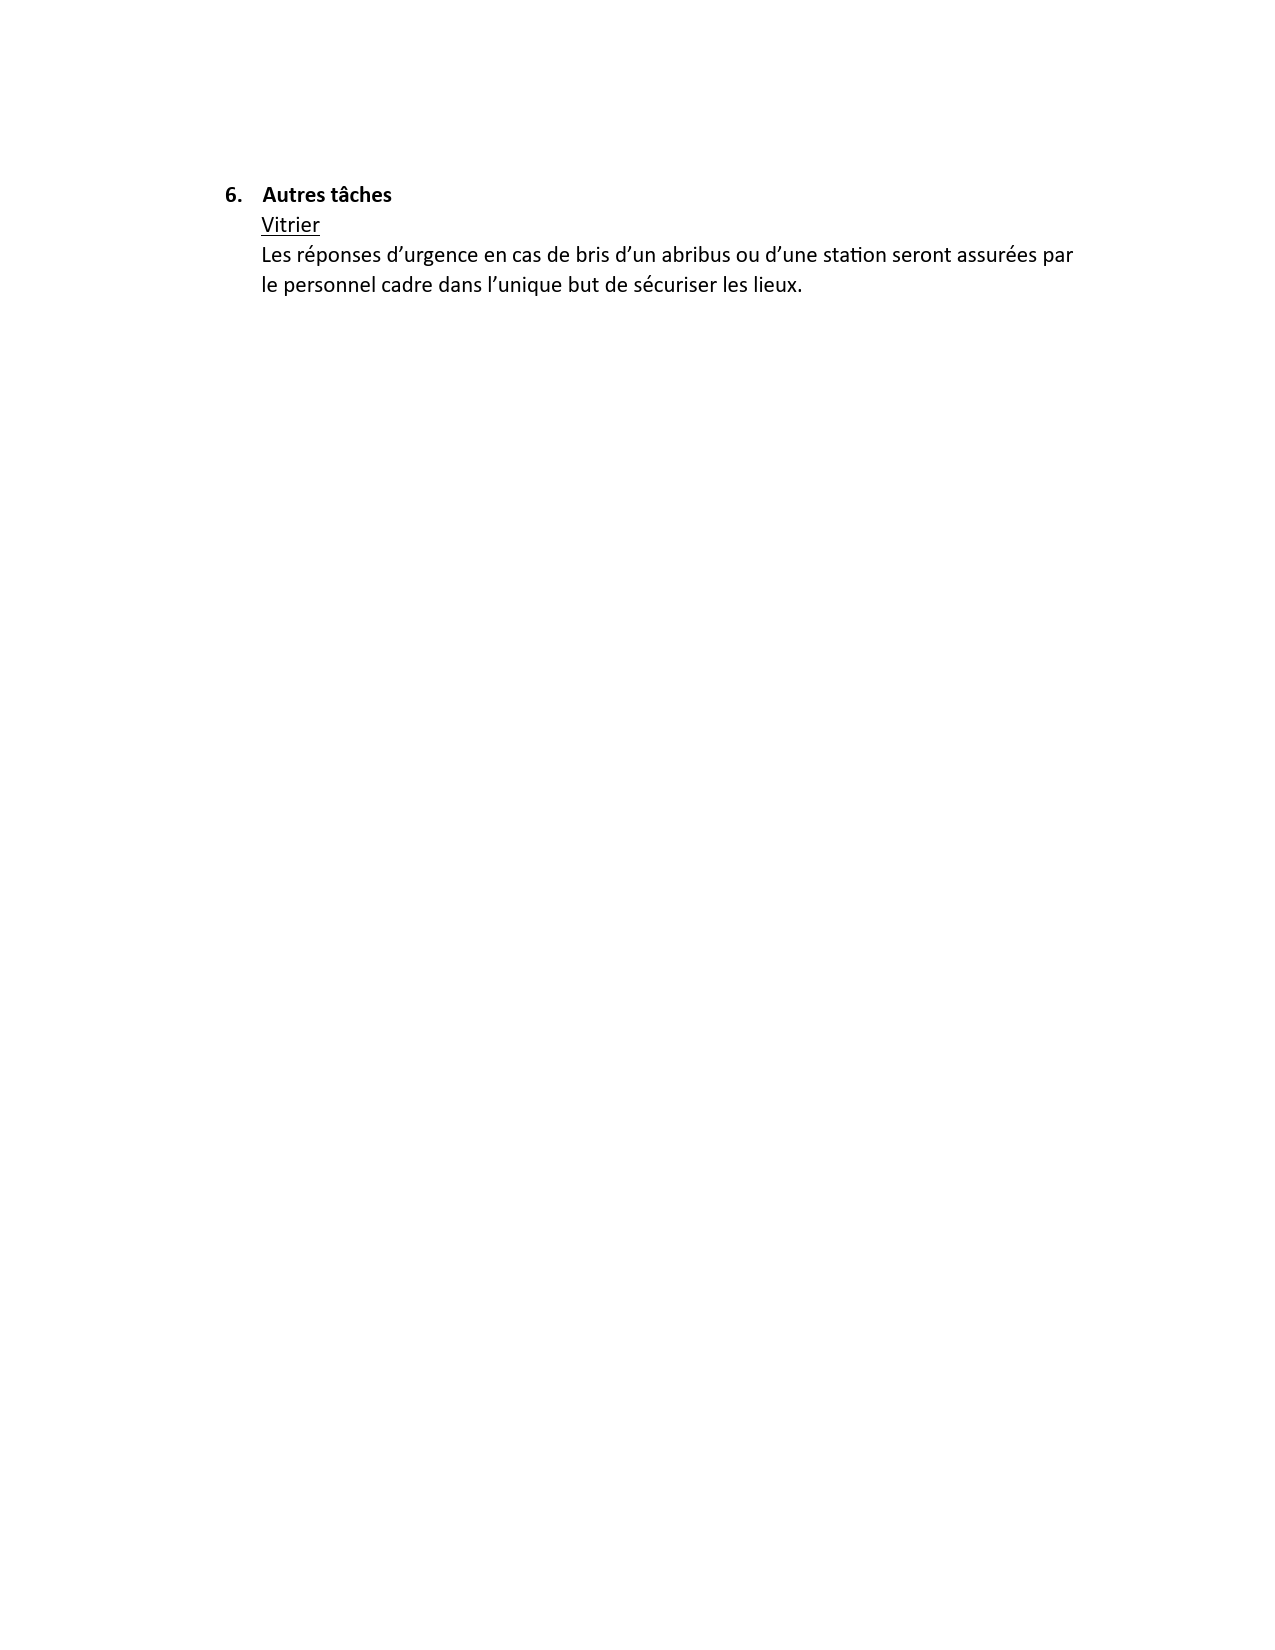 6. Autres tâches
Vitrier
Les réponses d’urgence en cas de bris d’un abribus ou d’une station seront assurées par
le personnel cadre dans l’unique but de sécuriser les lieux.